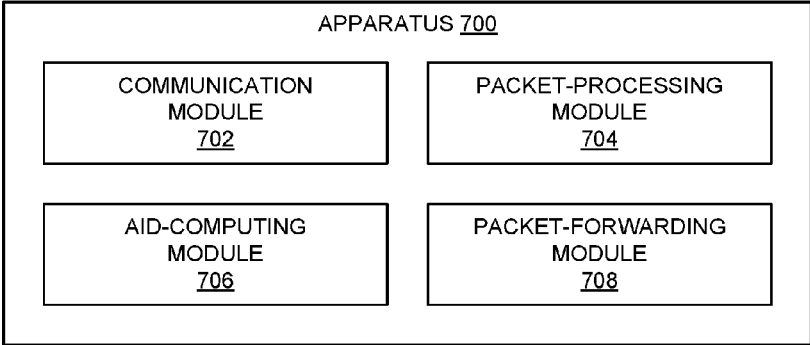 APPARATUS 700
COMMUNICATION
MODULE
702
PACKET-PROCESSING
MODULE
704
AID-COMPUTING
MODULE
706
PACKET-FORWARDING
MODULE
708